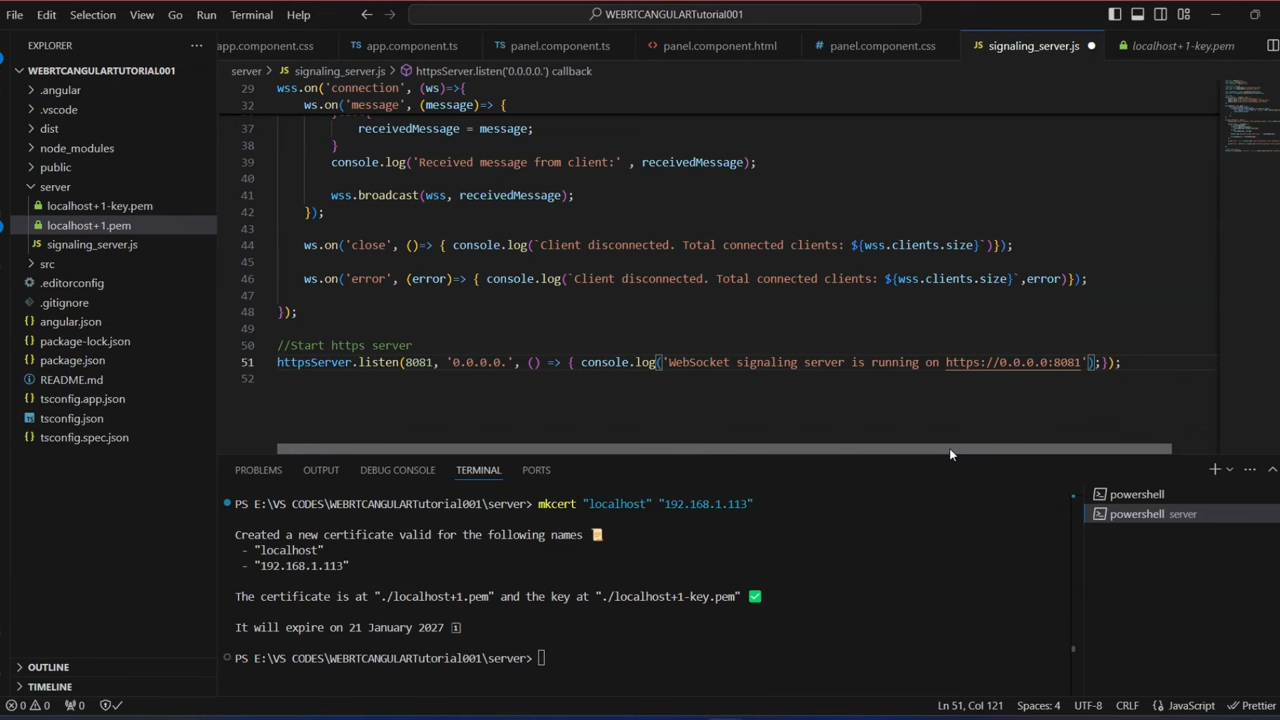 File Edit Selection View Go Run Terminal Help
WEBRTCANGULARTutorial001
EXPLORER
app.component.css
TS app.component.ts
TS panel.component.ts
<> panel.component.html
# panel.component.css
JS signaling_server.js
localhost+1-key.pem
WEBRTCANGULARTUTORIAL001
.angular
.vscode
dist
node_modules
public
server
localhost+1-key.pem
localhost+1.pem
JS signaling_server.js
src
.editorconfig
.gitignore
{} angular.json
{} package-lock.json
{} package.json
README.md
tsconfig.app.json
tsconfig.json
tsconfig.spec.json
OUTLINE
TIMELINE
server > JS signaling_server.js > httpsServer.listen('0.0.0.0.') callback
29 wss.on('connection', (ws)=>{
32 ws.on('message', (message)=> {
37 receivedMessage = message;
38 }
39 console.log('Received message from client:' , receivedMessage);
40
41 wss.broadcast(wss, receivedMessage);
42 });
43
44 ws.on('close', ()=> { console.log(`Client disconnected. Total connected clients: ${wss.clients.size}`)});
45
46 ws.on('error', (error)=> { console.log(`Client disconnected. Total connected clients: ${wss.clients.size}`,error)});
47
48 });
49
50 //Start https server
51 httpsServer.listen(8081, '0.0.0.0.', () => { console.log('WebSocket signaling server is running on https://0.0.0.0:8081');});
52
PROBLEMS OUTPUT DEBUG CONSOLE TERMINAL PORTS
PS E:\VS CODES\WEBRTCANGULARTutorial001\server> mkcert "localhost" "192.168.1.113"
Created a new certificate valid for the following names 📜
- "localhost"
- "192.168.1.113"
The certificate is at "./localhost+1.pem" and the key at "./localhost+1-key.pem" ✅
It will expire on 21 January 2027 🗓
PS E:\VS CODES\WEBRTCANGULARTutorial001\server>
powershell
powershell server
0 0 0 Ln 51, Col 121 Spaces: 4 UTF-8 CRLF {} JavaScript Prettier